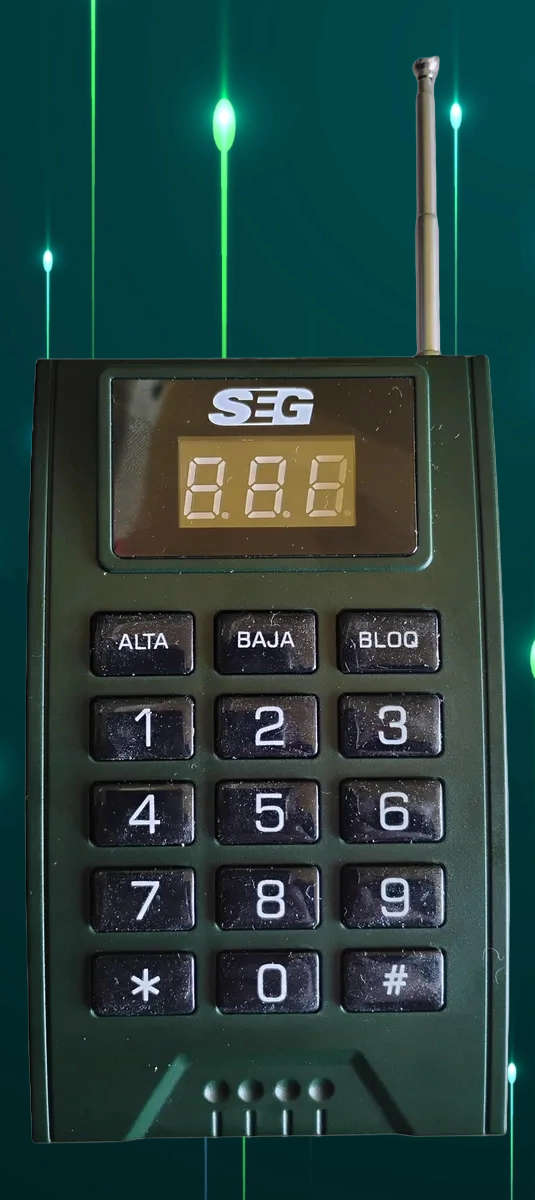 SEG
8.8.8.
ALTA BAJA BLOQ
1 2 3
4 5 6
7 8 9
* 0 #